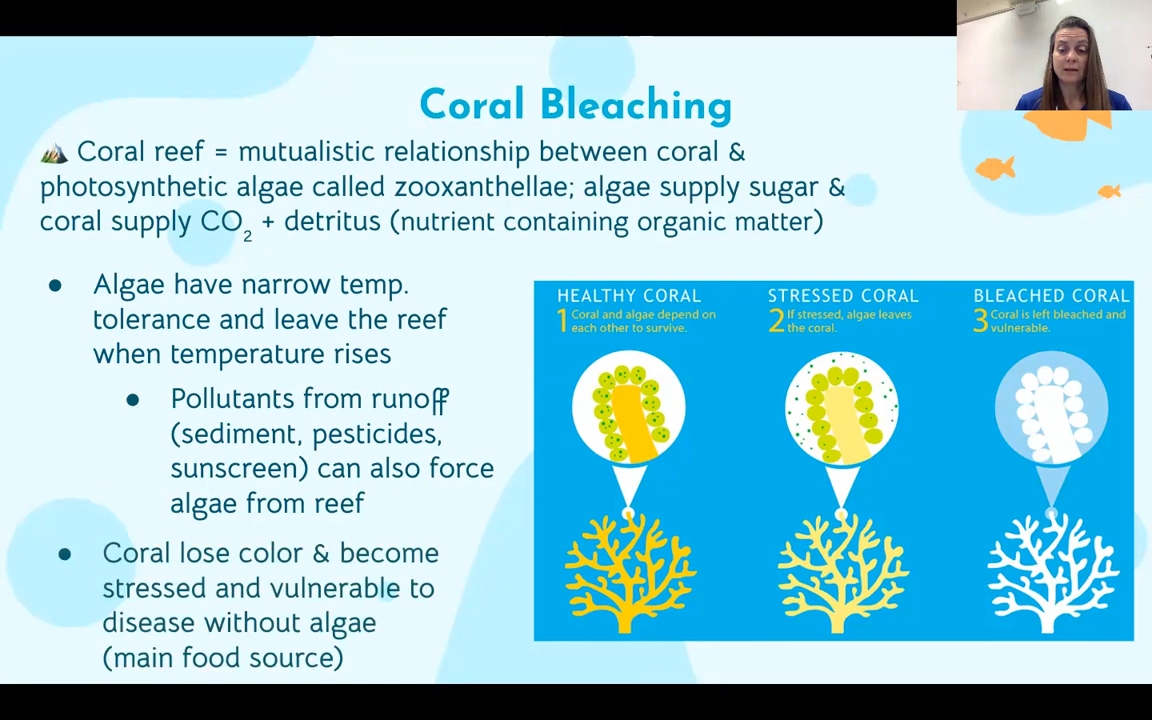 Coral Bleaching
Coral reef = mutualistic relationship between coral &
photosynthetic algae called zooxanthellae; algae supply sugar &
coral supply CO₂ + detritus (nutrient containing organic matter)
● Algae have narrow temp.
tolerance and leave the reef
when temperature rises
● Pollutants from runoff
(sediment, pesticides,
sunscreen) can also force
algae from reef
● Coral lose color & become
stressed and vulnerable to
disease without algae
(main food source)
HEALTHY CORAL
1 Coral and algae depend on
each other to survive.
STRESSED CORAL
2 If stressed, algae leaves
the coral.
BLEACHED CORAL
3 Coral is left bleached and
vulnerable.